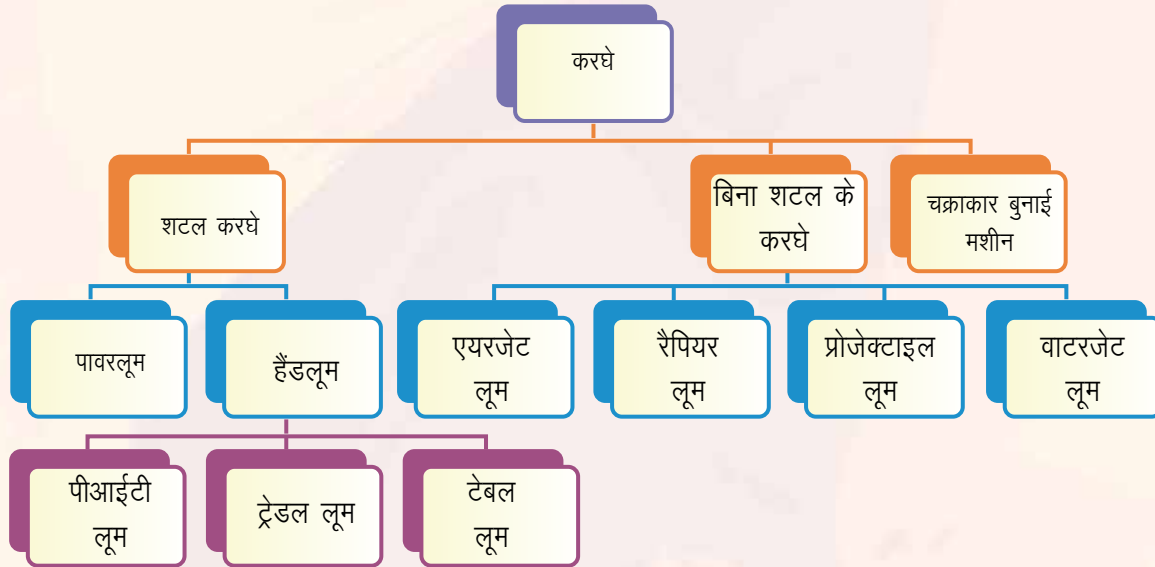 करघे
शटल करघे
बिना शटल के
करघे
चक्राकार बुनाई
मशीन
पावरलूम
हैंडलूम
एयरजेट
लूम
रैपियर
लूम
प्रोजेक्टाइल
लूम
वाटरजेट
लूम
पीआईटी
लूम
ट्रेडल लूम
टेबल
लूम